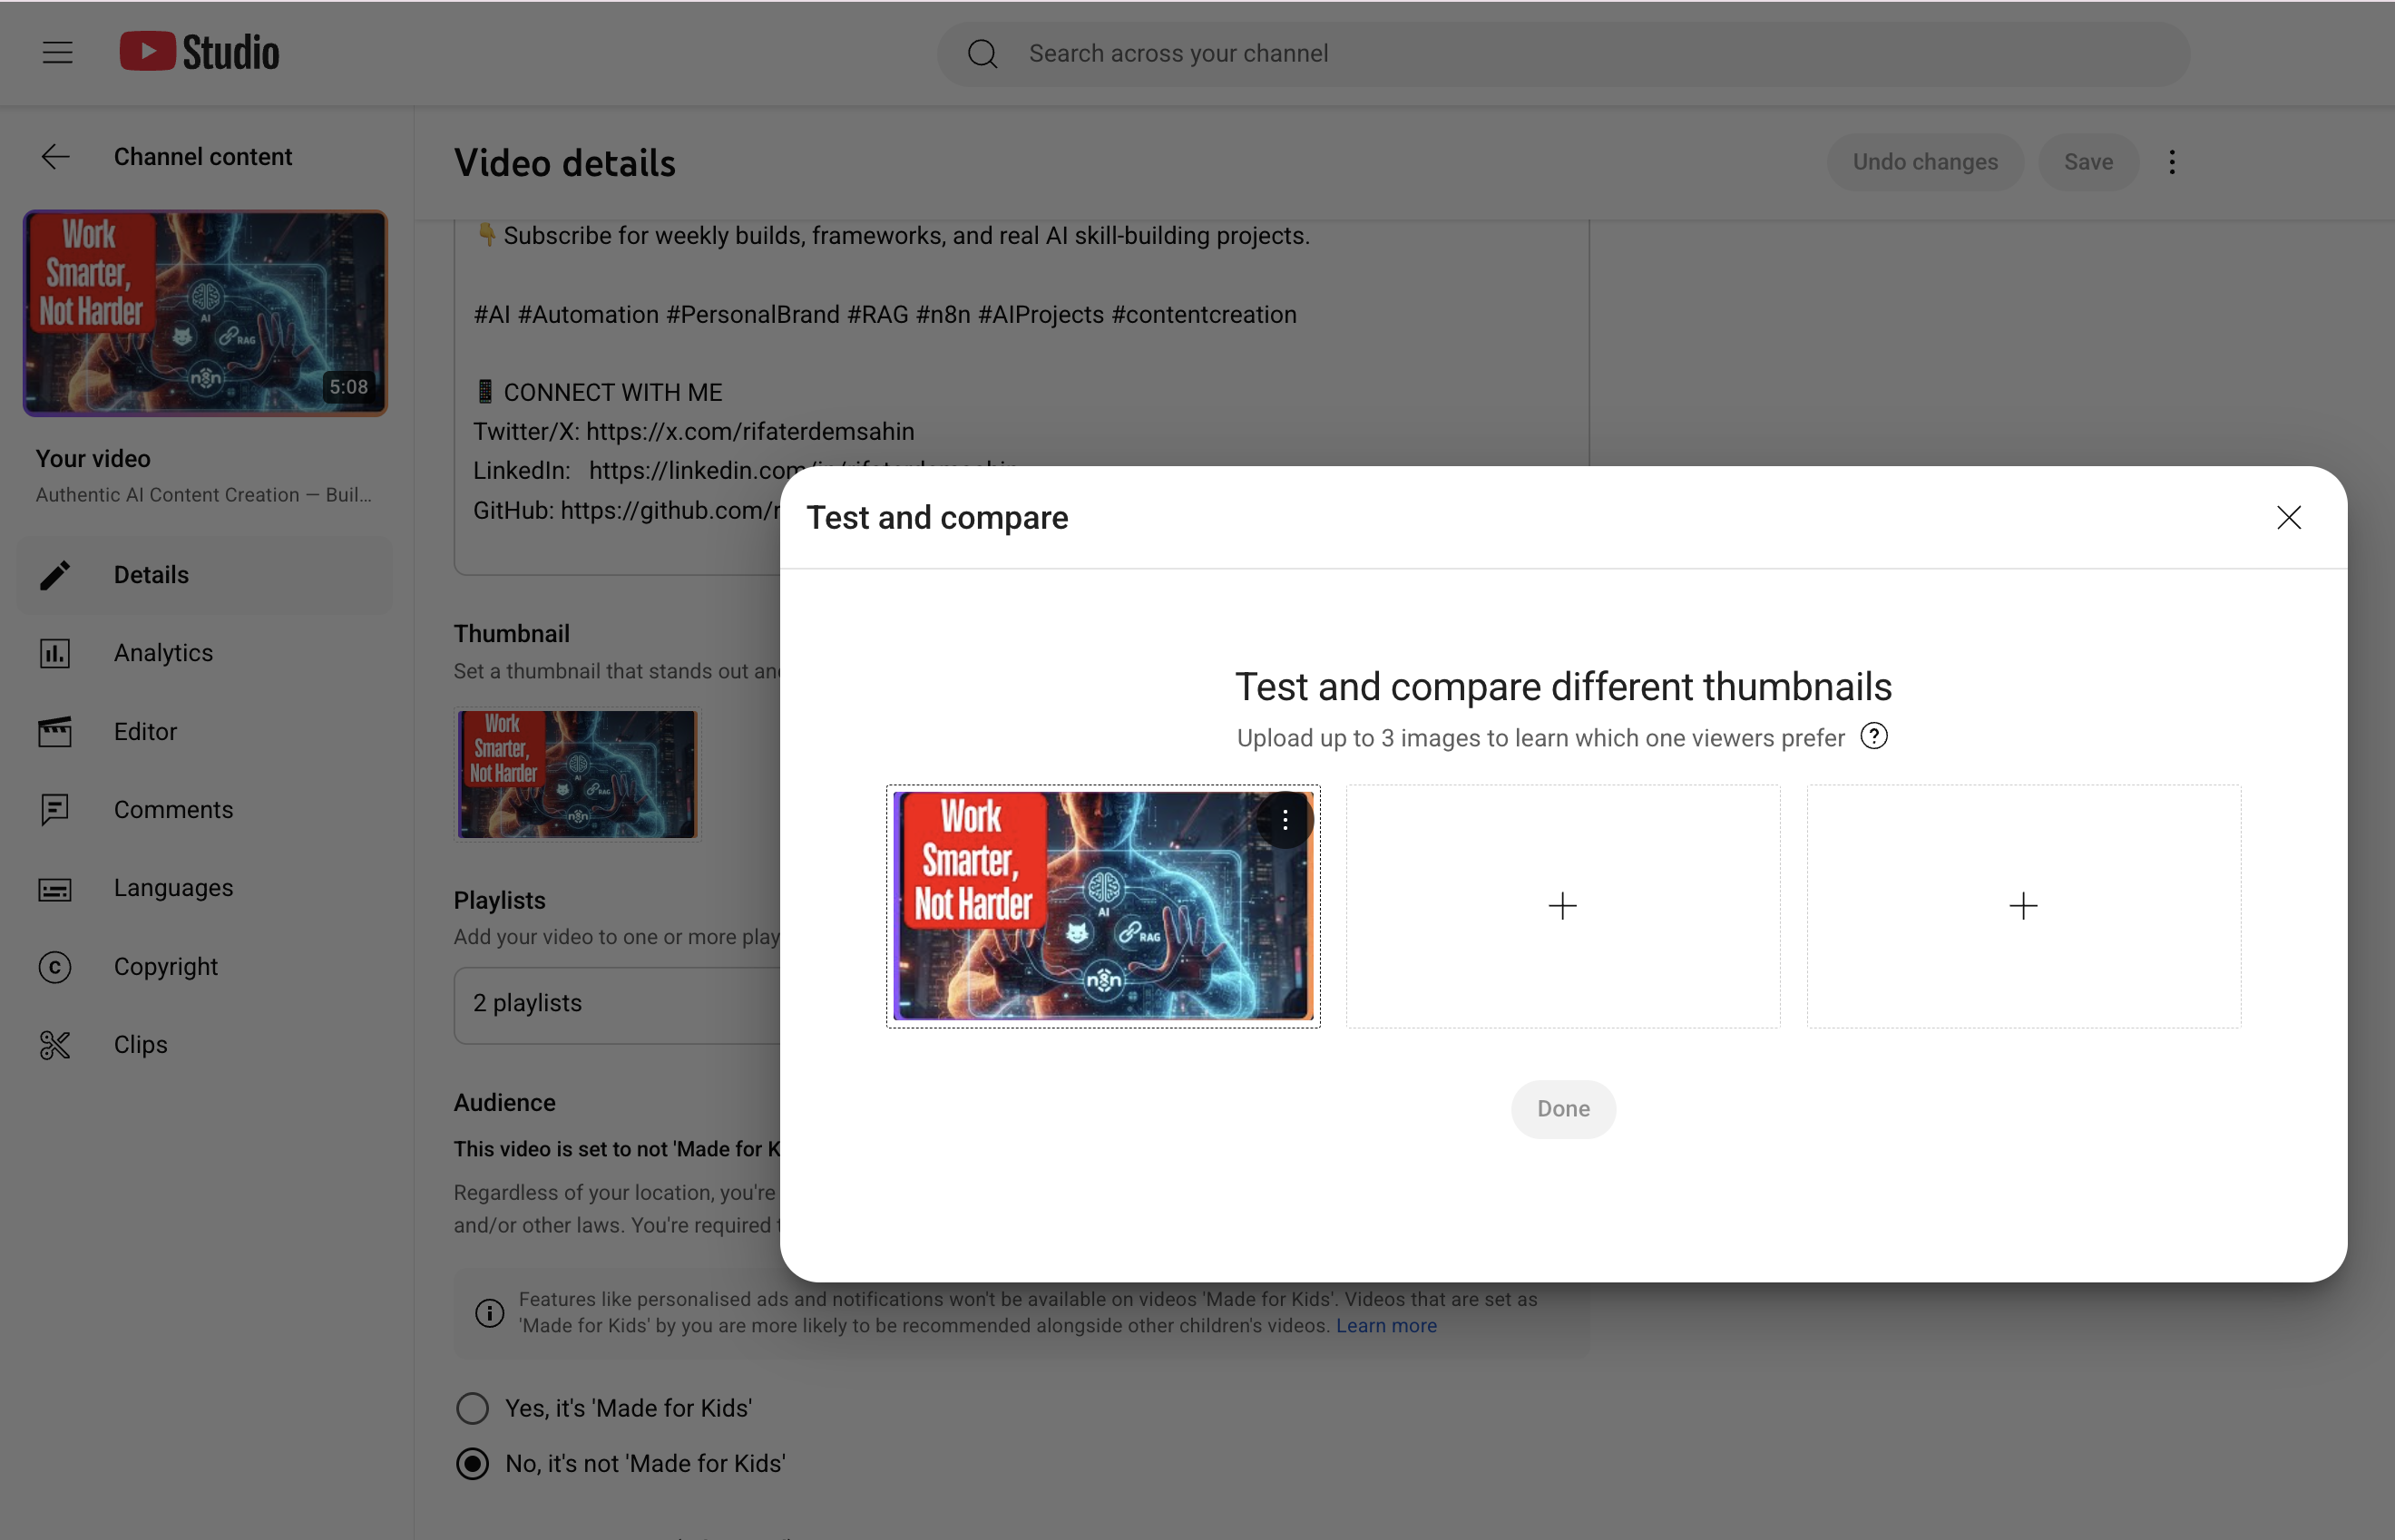 Studio
Search across your channel
Channel content
Work
Smarter,
Not Harder
AI
RAG
n8n
5:08
Your video
Authentic AI Content Creation — Buil...
Details
Analytics
Editor
Comments
Languages
Copyright
Clips
Video details
Undo changes
Save
👇 Subscribe for weekly builds, frameworks, and real AI skill-building projects.
#AI #Automation #PersonalBrand #RAG #n8n #AIProjects #contentcreation
📱 CONNECT WITH ME
Twitter/X: https://x.com/rifaterdemsahin
LinkedIn: https://linkedin.com/in/rifaterdemsahin
GitHub: https://github.com/r
Thumbnail
Set a thumbnail that stands out and
Work
Smarter,
Not Harder
AI
RAG
n8n
Playlists
Add your video to one or more play
2 playlists
Audience
This video is set to not 'Made for K
Regardless of your location, you're
and/or other laws. You're required
Features like personalised ads and notifications won't be available on videos 'Made for Kids'. Videos that are set as
'Made for Kids' by you are more likely to be recommended alongside other children's videos. Learn more
Yes, it's 'Made for Kids'
No, it's not 'Made for Kids'
Test and compare
Test and compare different thumbnails
Upload up to 3 images to learn which one viewers prefer
Work
Smarter,
Not Harder
AI
RAG
n8n
Done